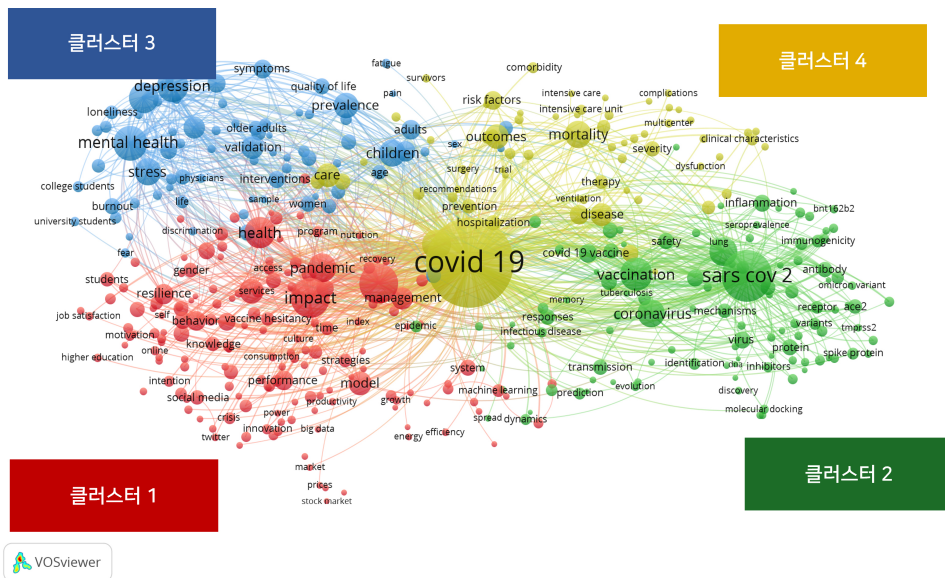 클러스터 3
클러스터 4
fatigue
symptoms
comorbidity
survivors
depression
quality of life
pain
intensive care
complications
prevalence
risk factors
loneliness
intensive care unit
older adults
adults
multicenter
mental health
validation
outcomes
mortality
clinical characteristics
sex
children
severity
stress
surgery
trial
dysfunction
physicians
interventions
care
age
therapy
college students
recommendations
life
sample
women
prevention
ventilation
inflammation
bnt162b2
burnout
disease
university students
hospitalization
seroprevalence
discrimination
health
program
nutrition
immunogenicity
fear
covid 19 vaccine
safety
lung
access
recovery
covid 19
gender
pandemic
antibody
students
vaccination
sars cov 2
services
omicron variant
resilience
impact
management
tuberculosis
memory
receptor
ace2
job satisfaction
self
behavior
vaccine hesitancy
time
index
responses
coronavirus
mechanisms
epidemic
variants
motivation
infectious disease
tmprss2
culture
virus
online
knowledge
protein
spike protein
higher education
consumption
strategies
system
transmission
identification
dna
inhibitors
intention
performance
model
machine learning
evolution
prediction
discovery
social media
productivity
growth
molecular docking
crisis
power
spread
dynamics
twitter
innovation
big data
energy
efficiency
market
클러스터 1
클러스터 2
prices
stock market
VOSviewer